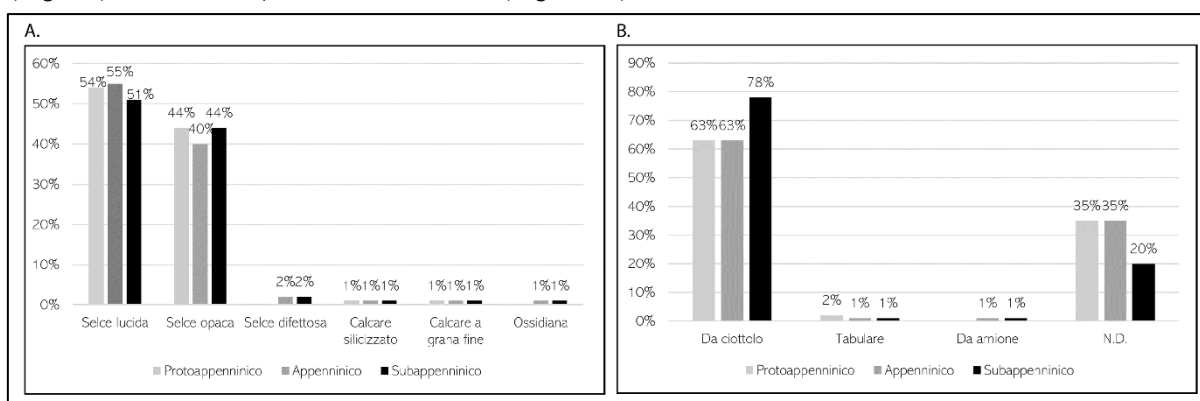 A.
60%
50%
40%
30%
20%
10%
0%
54%
55%
51%
44%
40%
44%
2%2%
1%1%1%
1%1%1%
1%1%
Selce lucida
Selce opaca
Selce difettosa
Calcare
silicizzato
Calcare a
grana fine
Ossidiana
Protoappenninico
Appenninico
Subappenninico
B.
90%
80%
70%
60%
50%
40%
30%
20%
10%
0%
63%
63%
78%
2%
1%
1%
1%
1%
35%
35%
20%
Da ciottolo
Tabulare
Da arnione
N.D.
Protoappenninico
Appenninico
Subappenninico